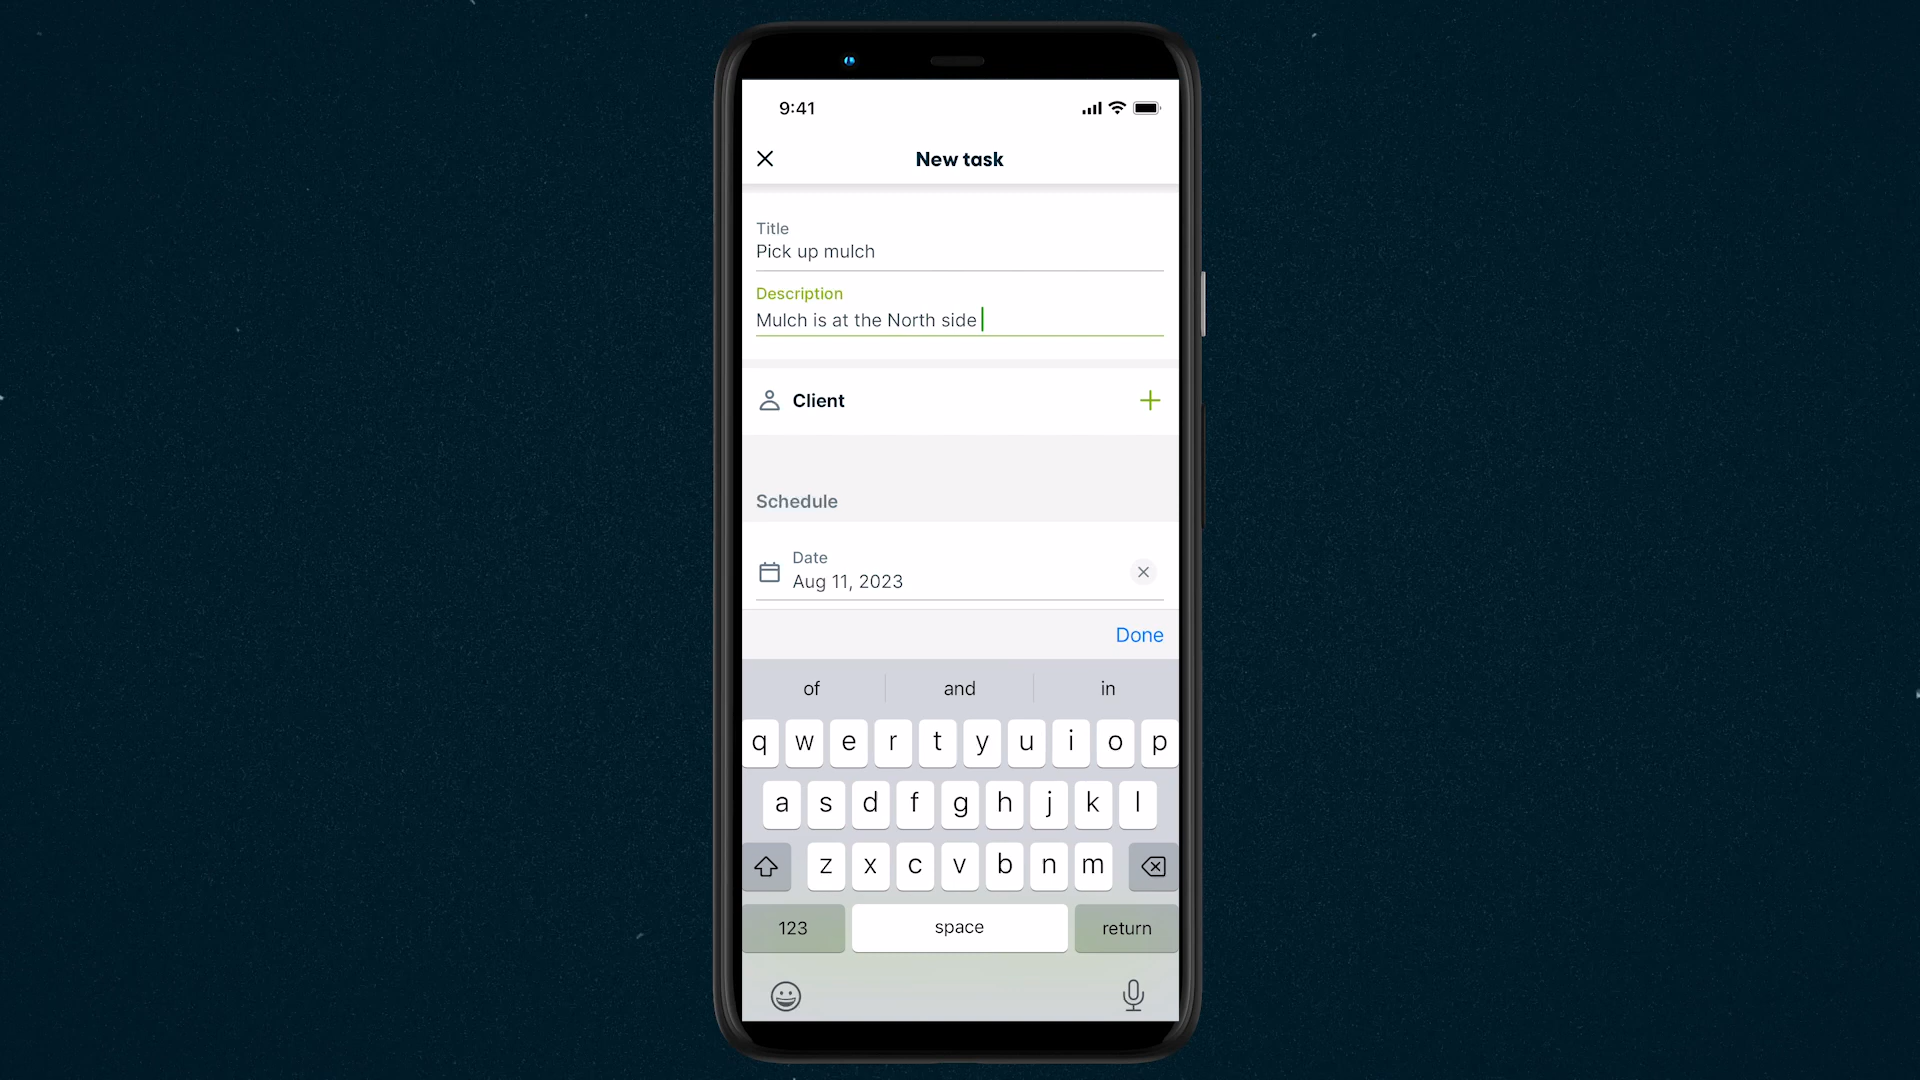 9:41
New task
Title
Pick up mulch
Description
Mulch is at the North side
Client
Schedule
Date
Aug 11, 2023
Done
of and in
q w e r t y u i o p
a s d f g h j k l
z x c v b n m
123 space return